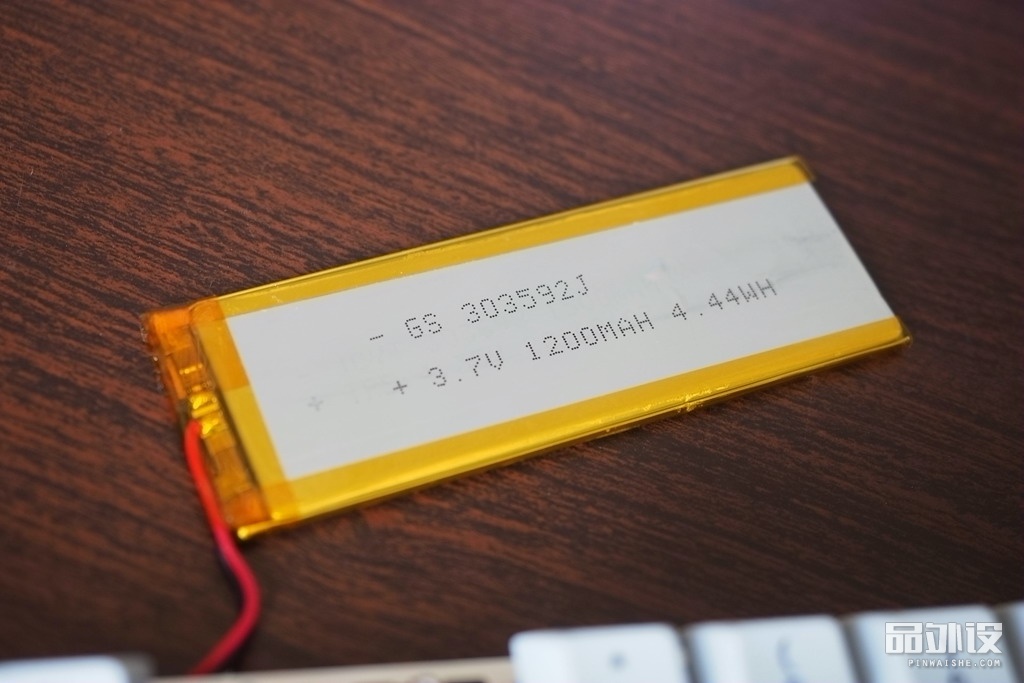 - GS 303592J
+ 3.7V 1200MAH 4.44WH
品外设
PINWAISHE.COM